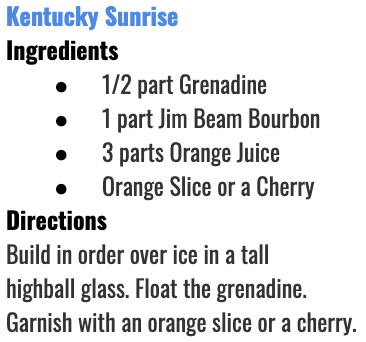 Kentucky Sunrise
Ingredients
● 1/2 part Grenadine
● 1 part Jim Beam Bourbon
● 3 parts Orange Juice
● Orange Slice or a Cherry
Directions
Build in order over ice in a tall
highball glass. Float the grenadine.
Garnish with an orange slice or a cherry.